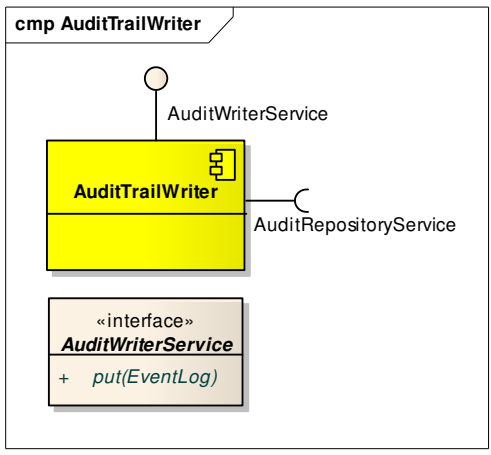 cmp AuditTrailWriter
AuditWriterService
AuditTrailWriter
AuditRepositoryService
«interface»
AuditWriterService
+ put(EventLog)